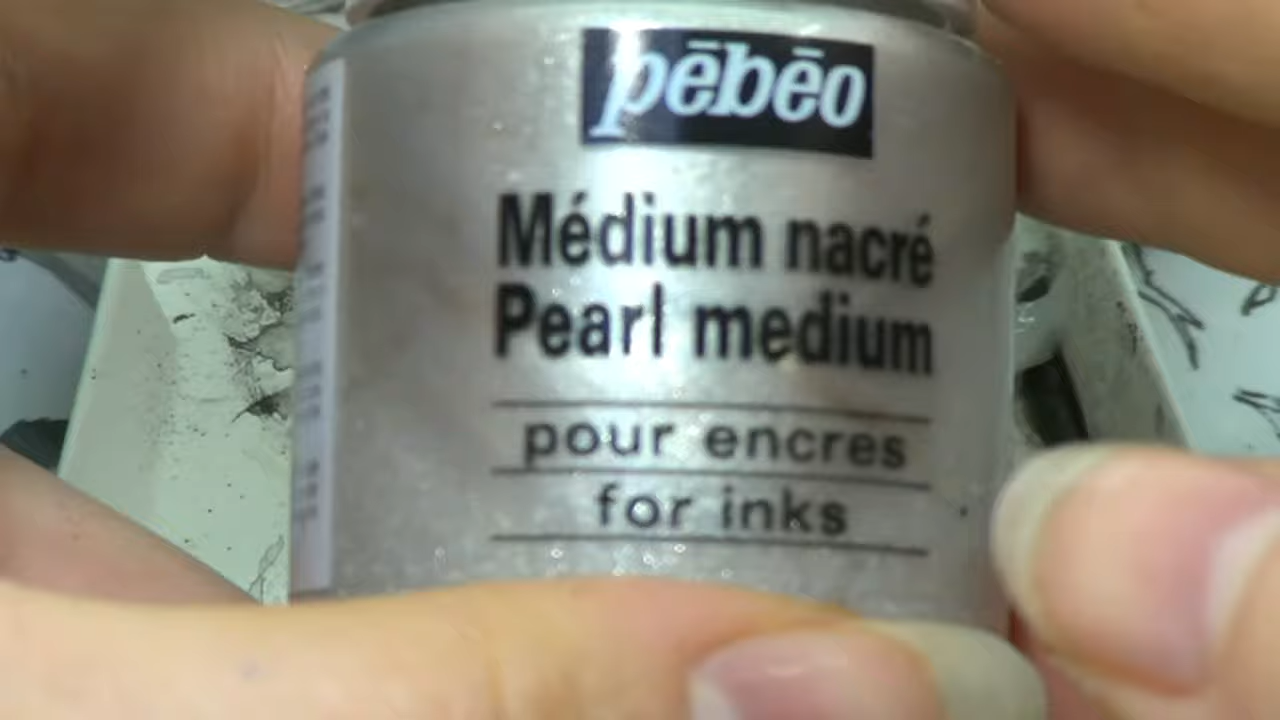 pēbēo
Médium nacré
Pearl medium
pour encres
for inks